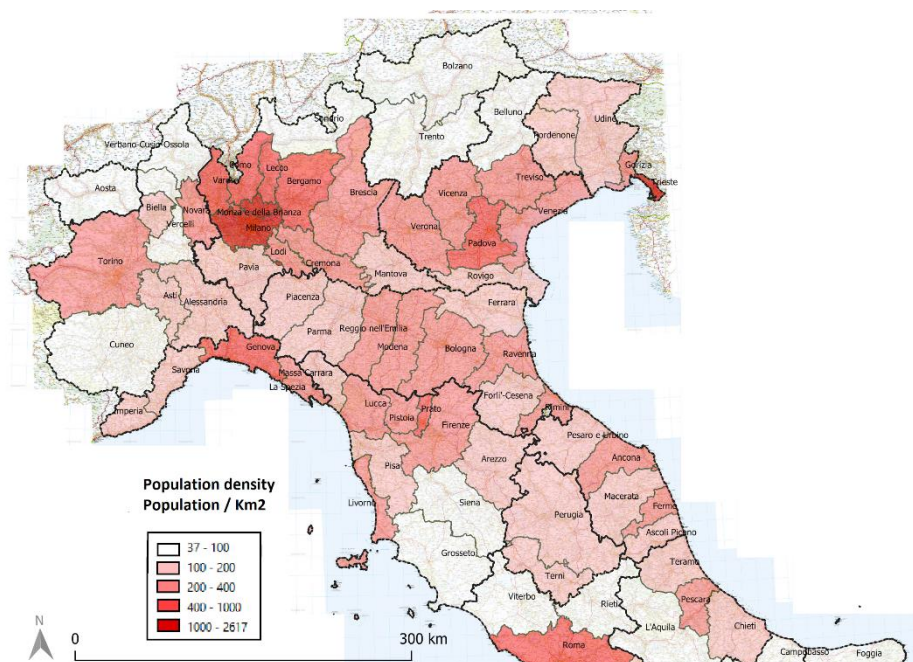 Bolzano
Sondrio
Belluno
Trento
Udine
Pordenone
Verbano-Cusio-Ossola
Aosta
Como
Lecco
Varese
Bergamo
Gorizia
Trieste
Biella
Novara
Vercelli
Monza e della Brianza
Milano
Brescia
Vicenza
Treviso
Verona
Venezia
Padova
Torino
Lodi
Pavia
Cremona
Mantova
Rovigo
Asti
Alessandria
Piacenza
Ferrara
Parma
Reggio nell'Emilia
Modena
Bologna
Cuneo
Genova
Ravenna
Savona
Massa Carrara
La Spezia
Forli'-Cesena
Imperia
Lucca
Pistoia
Prato
Rimini
Firenze
Pesaro e Urbino
Ancona
Pisa
Arezzo
Population density
Population / Km2
Livorno
Siena
Macerata
Fermo
Perugia
Ascoli Piceno
37 - 100
100 - 200
200 - 400
400 - 1000
1000 - 2617
Grosseto
Teramo
Terni
Viterbo
Rieti
Pescara
L'Aquila
Chieti
N
0
300 km
Roma
Campobasso
Foggia